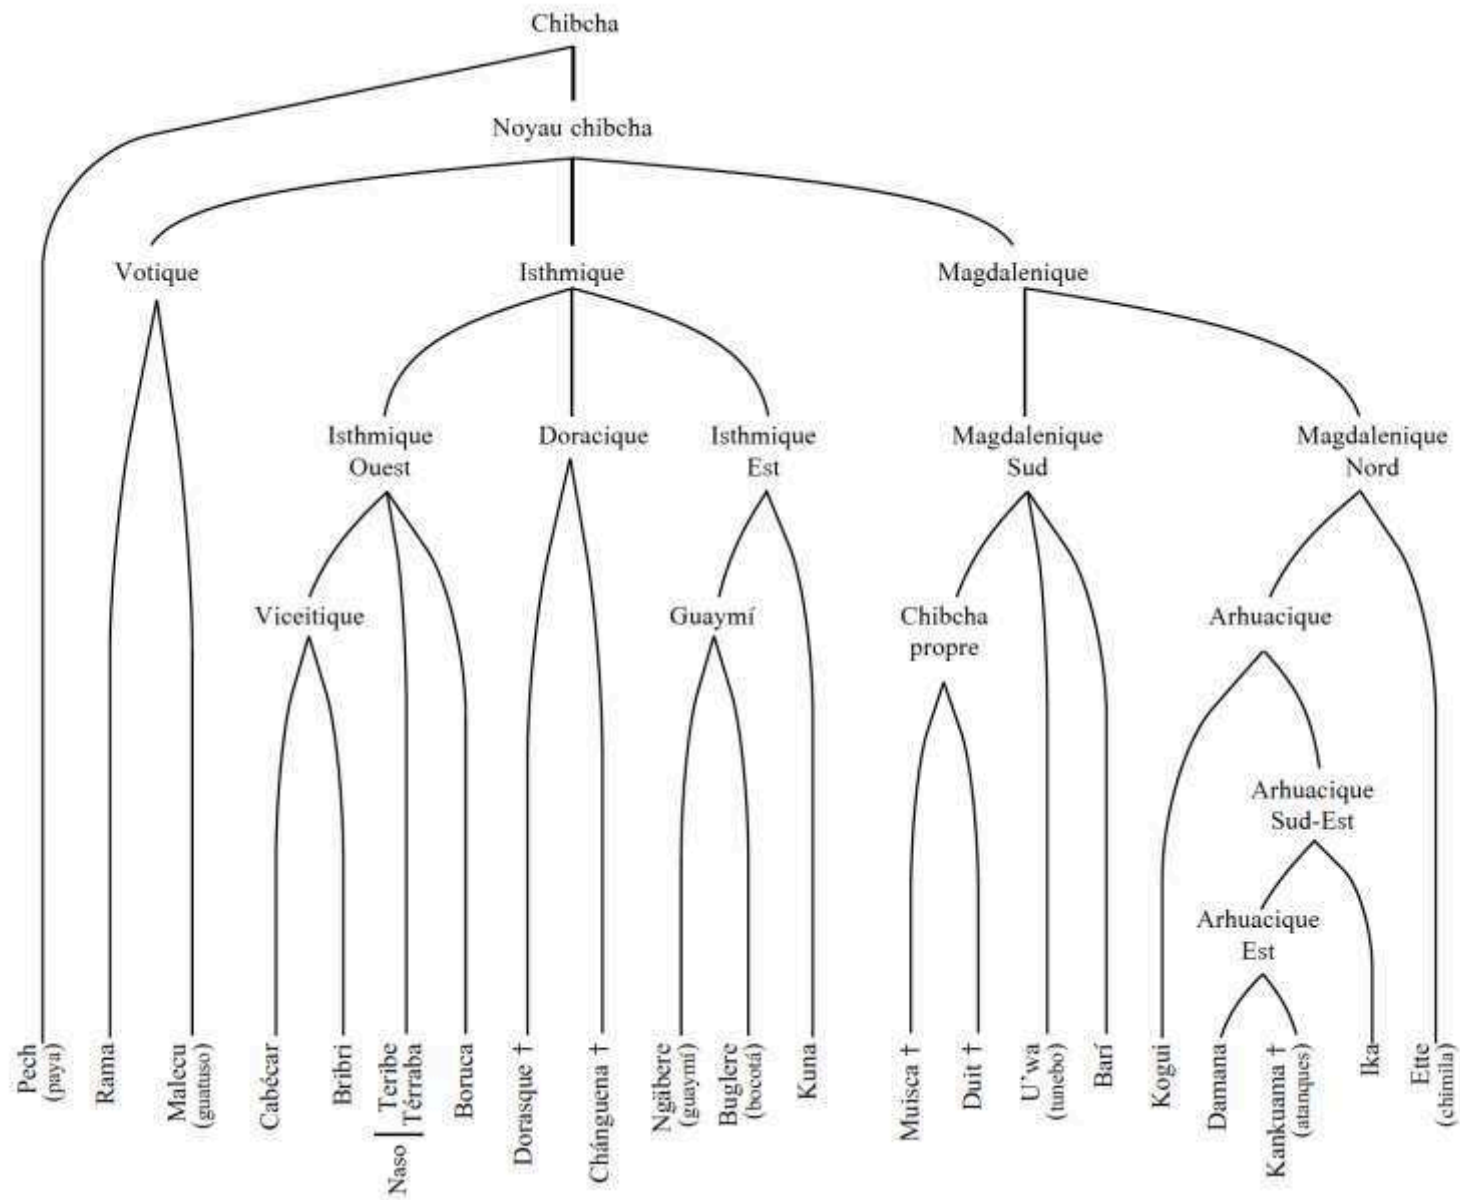 Chibcha
Noyau chibcha
Votique
Isthmique
Magdalenique
Isthmique
Ouest
Doracique
Isthmique
Est
Magdalenique
Sud
Magdalenique
Nord
Viceitique
Guaymí
Chibcha
propre
Arhuacique
Arhuacique
Sud-Est
Arhuacique
Est
Pech
(paya)
Rama
Malecu
(guatuso)
Cabécar
Bribri
Naso
Teribe
Térraba
Boruca
Dorasque †
Chánguena †
Ngäbere
(guaymí)
Buglere
(bocotá)
Kuna
Muisca †
Duit †
U'wa
(tunebo)
Barí
Kogui
Damana
Kankuama †
(atanques)
Ika
Ette
(chimila)